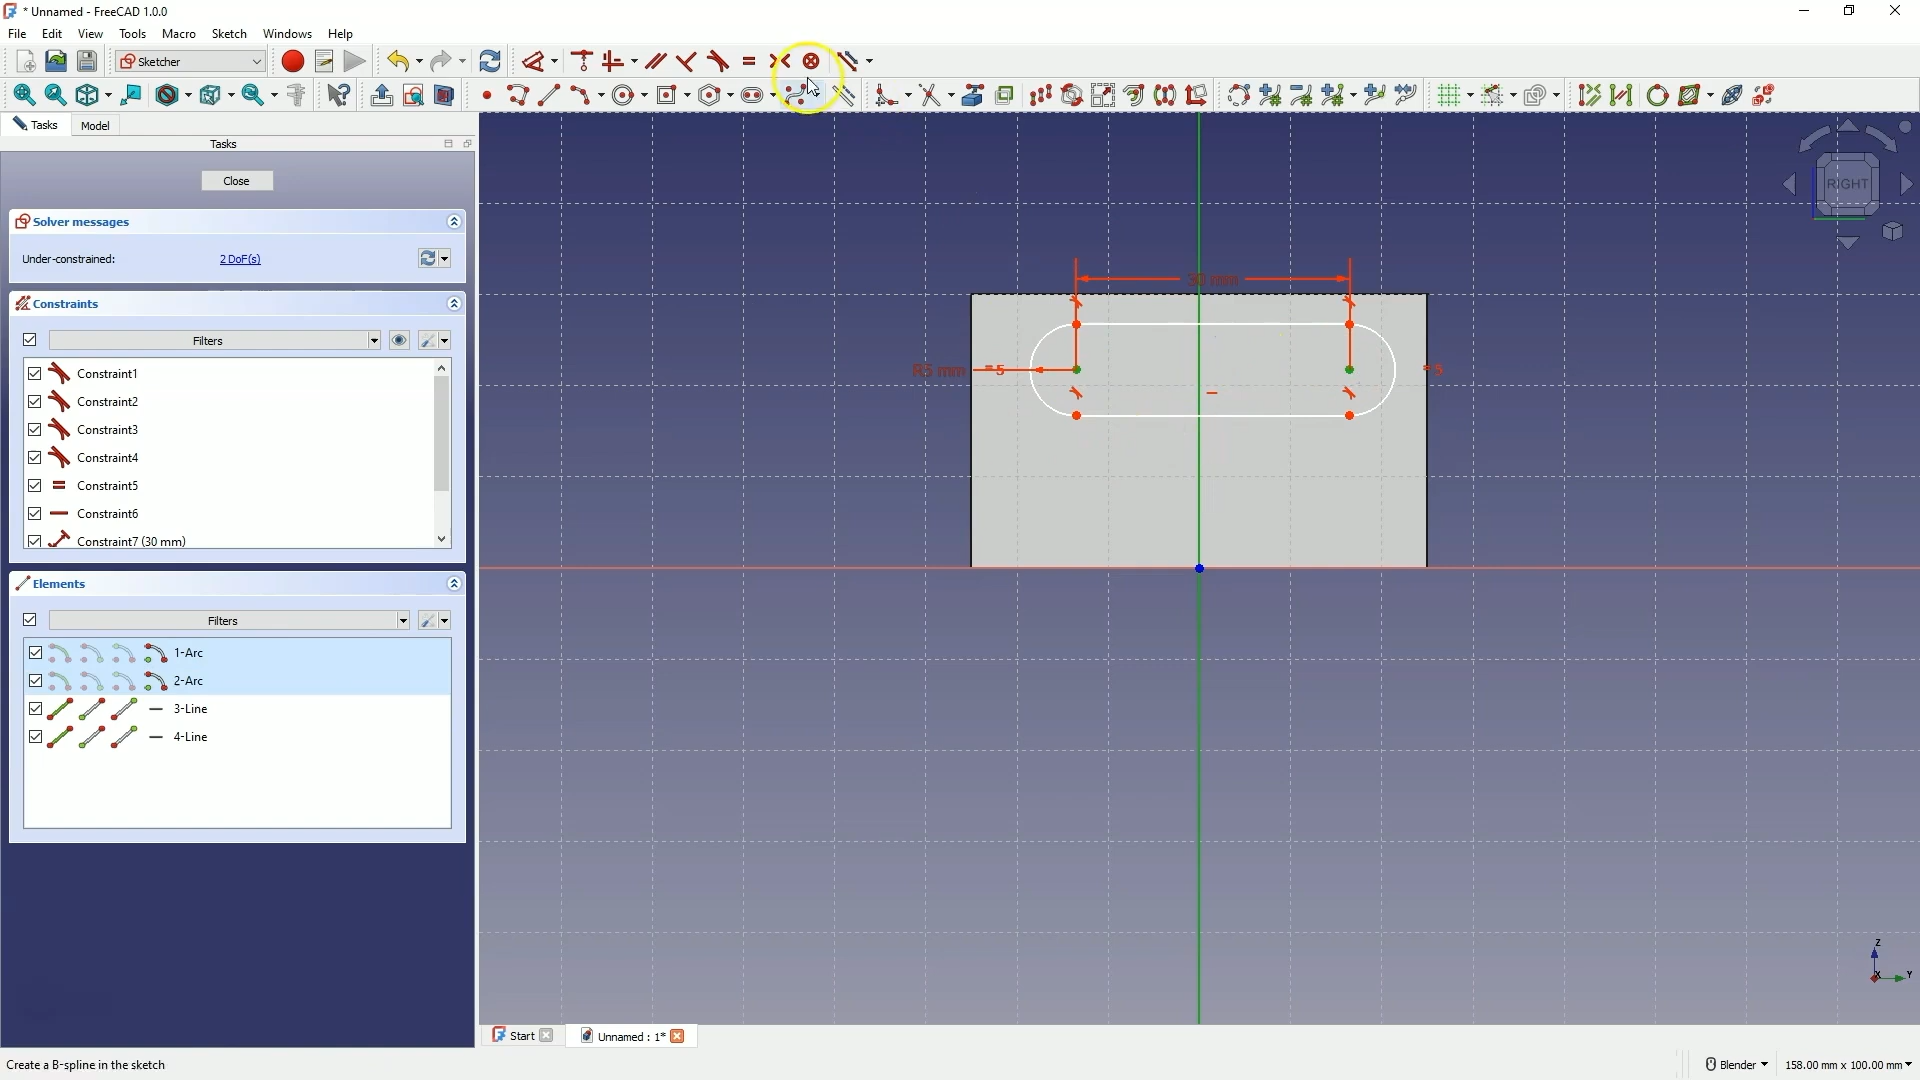 * Unnamed - FreeCAD 1.0.0
File Edit View Tools Macro Sketch Windows Help
Sketcher
Tasks Model
Tasks
RIGHT
Close
Solver messages
Under-constrained: 2 DoF(s)
30 mm
Constraints
Filters
R5 mm =5 =5
Constraint1
Constraint2
Constraint3
Constraint4
Constraint5
Constraint6
Constraint7 (30 mm)
Elements
Filters
1-Arc
2-Arc
3-Line
4-Line
Z
X Y
Start
Unnamed : 1*
Create a B-spline in the sketch
Blender
158.00 mm x 100.00 mm